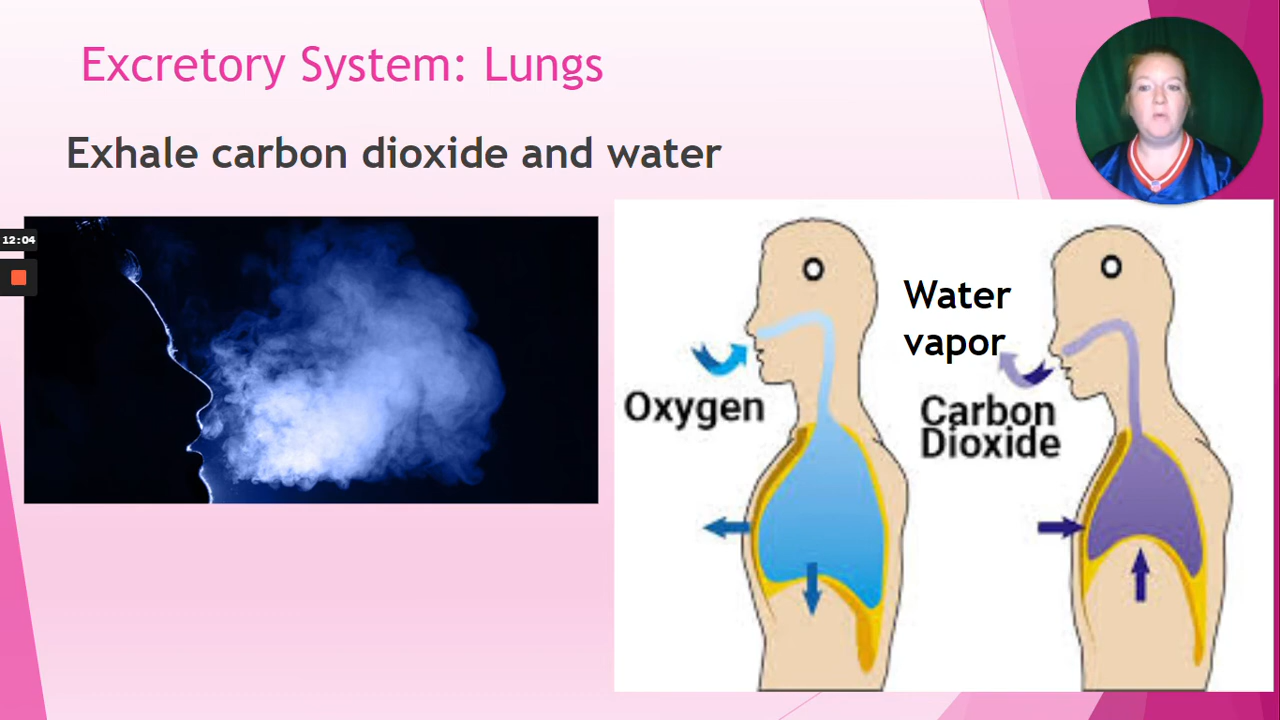 Excretory System: Lungs
Exhale carbon dioxide and water
12:04
Water
vapor
Oxygen
Carbon
Dioxide